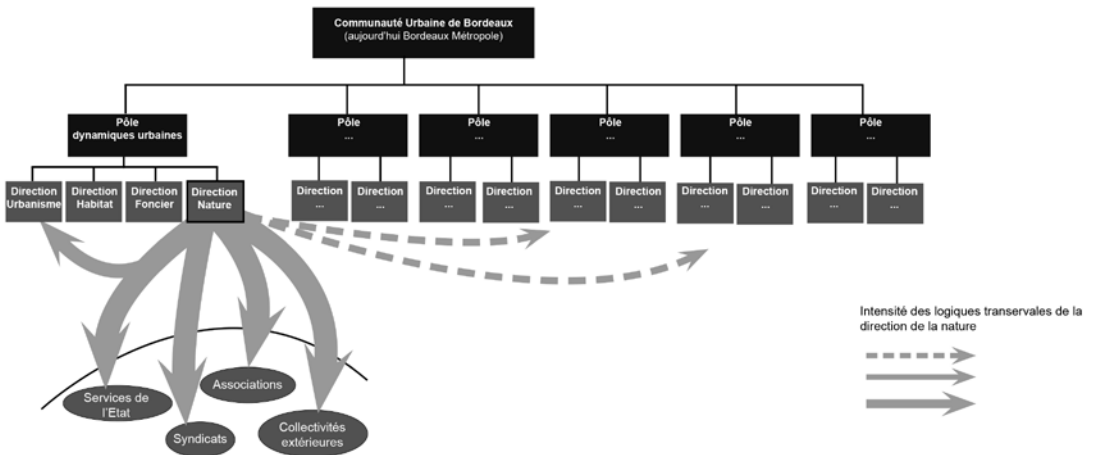 Communauté Urbaine de Bordeaux
(aujourd'hui Bordeaux Métropole)
Pôle
dynamiques urbaines
Pôle
...
Pôle
...
Pôle
...
Pôle
...
Pôle
...
Direction
Urbanisme
Direction
Habitat
Direction
Foncier
Direction
Nature
Direction
...
Direction
...
Direction
...
Direction
...
Direction
...
Direction
...
Direction
...
Direction
...
Direction
...
Direction
...
Intensité des logiques transervales de la
direction de la nature
Services de
l'Etat
Syndicats
Associations
Collectivités
extérieures